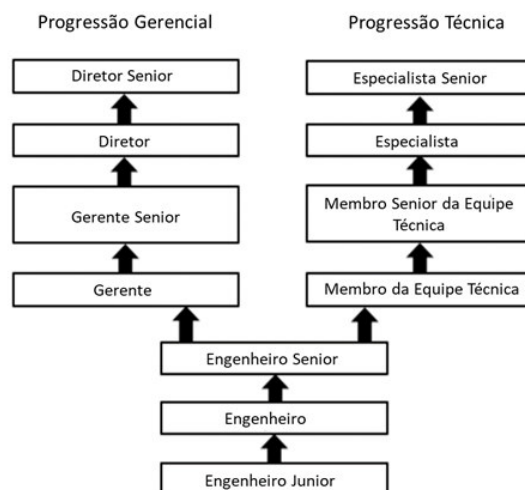 Progressão Gerencial
Progressão Técnica
Diretor Senior
Especialista Senior
Diretor
Especialista
Gerente Senior
Membro Senior da Equipe
Técnica
Gerente
Membro da Equipe Técnica
Engenheiro Senior
Engenheiro
Engenheiro Junior